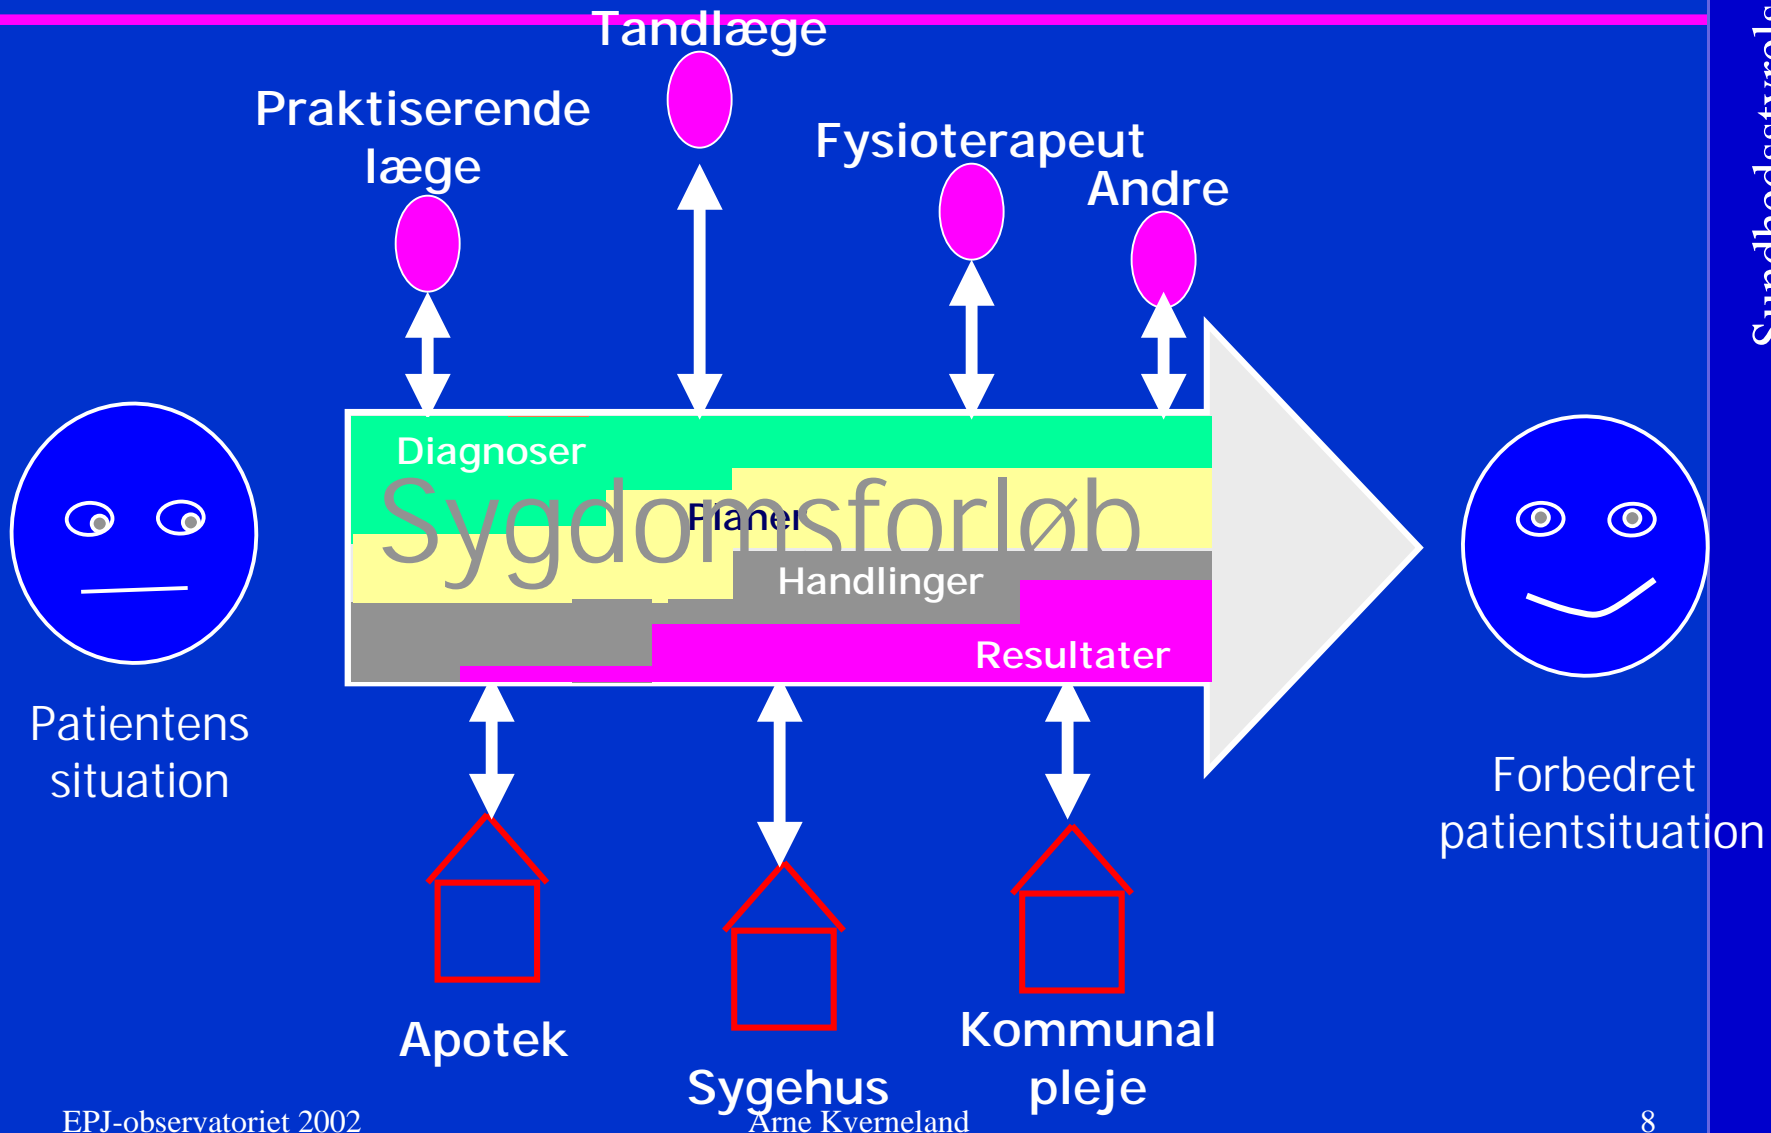 Tandlæge
Praktiserende
læge
Fysioterapeut
Andre
Diagnoser
Sygdomsforløb
Planer
Handlinger
Resultater
Patientens
situation
Forbedret
patientsituation
Apotek
Sygehus
Kommunal
pleje
EPJ-observatoriet 2002
Arne Kverneland
8